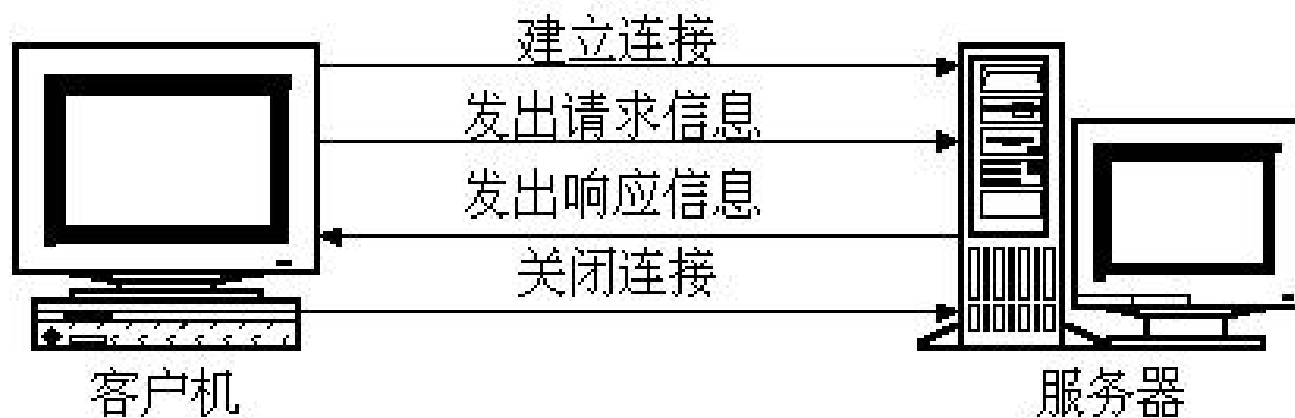 建立连接
发出请求信息
发出响应信息
关闭连接
客户机
服务器